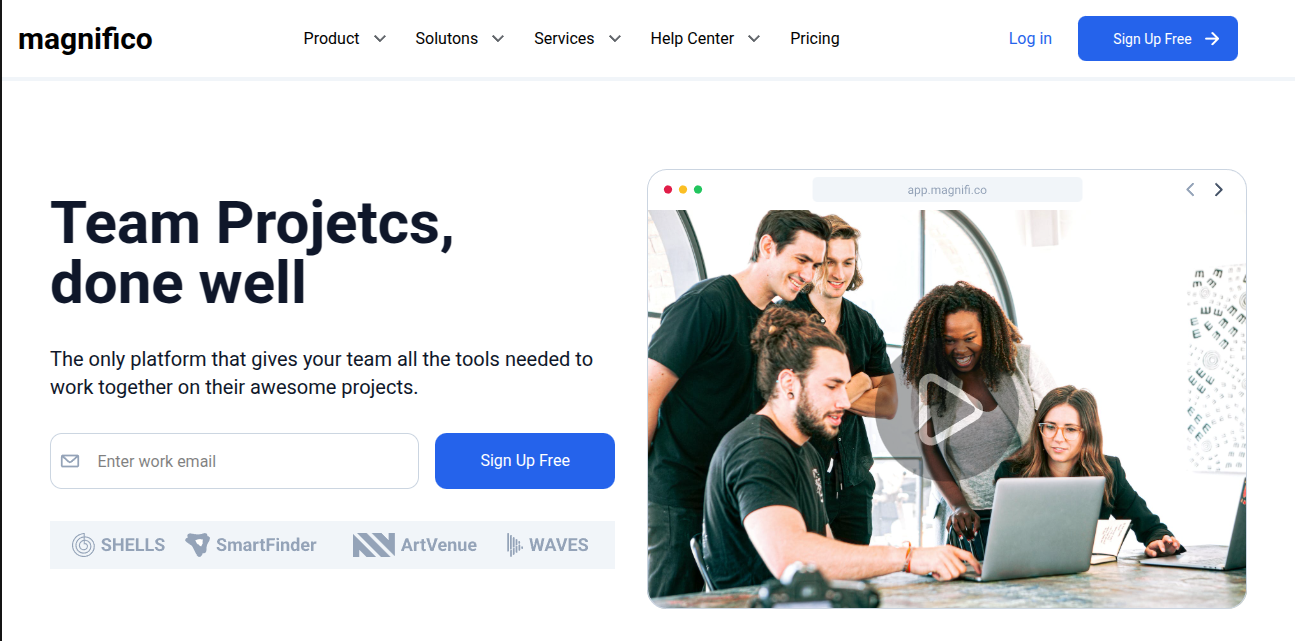 magnifico
Product
Solutons
Services
Help Center
Pricing
Log in
Sign Up Free
Team Projetcs,
done well
The only platform that gives your team all the tools needed to
work together on their awesome projects.
Enter work email
Sign Up Free
SHELLS
SmartFinder
ArtVenue
WAVES
app.magnifi.co